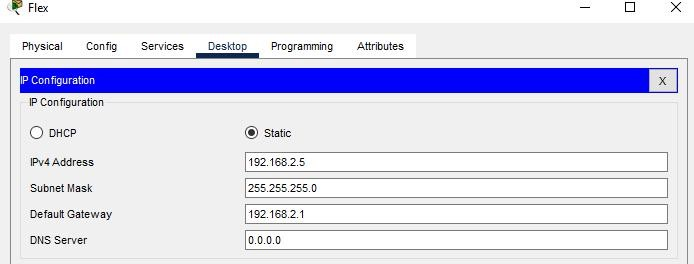 Flex
Physical Config Services Desktop Programming Attributes
IP Configuration X
IP Configuration
DHCP Static
IPv4 Address 192.168.2.5
Subnet Mask 255.255.255.0
Default Gateway 192.168.2.1
DNS Server 0.0.0.0